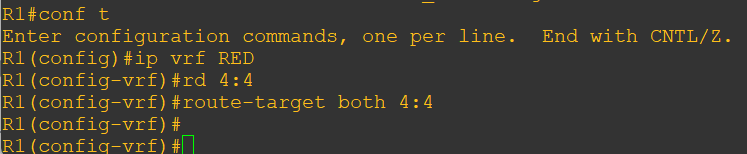 R1#conf t
Enter configuration commands, one per line.  End with CNTL/Z.
R1(config)#ip vrf RED
R1(config-vrf)#rd 4:4
R1(config-vrf)#route-target both 4:4
R1(config-vrf)#
R1(config-vrf)#